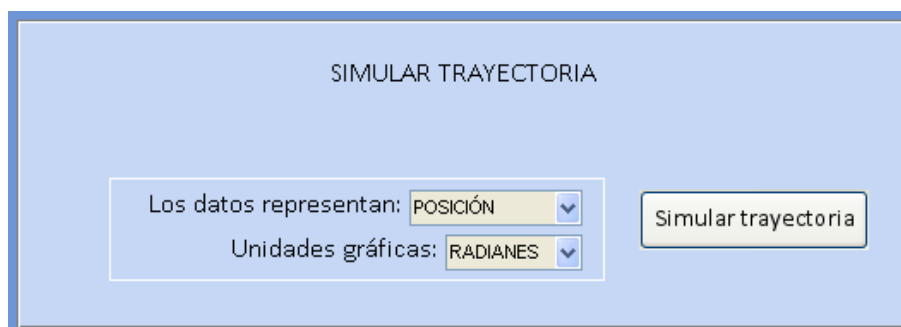 SIMULAR TRAYECTORIA
Los datos representan: POSICIÓN
Simular trayectoria
Unidades gráficas: RADIANES